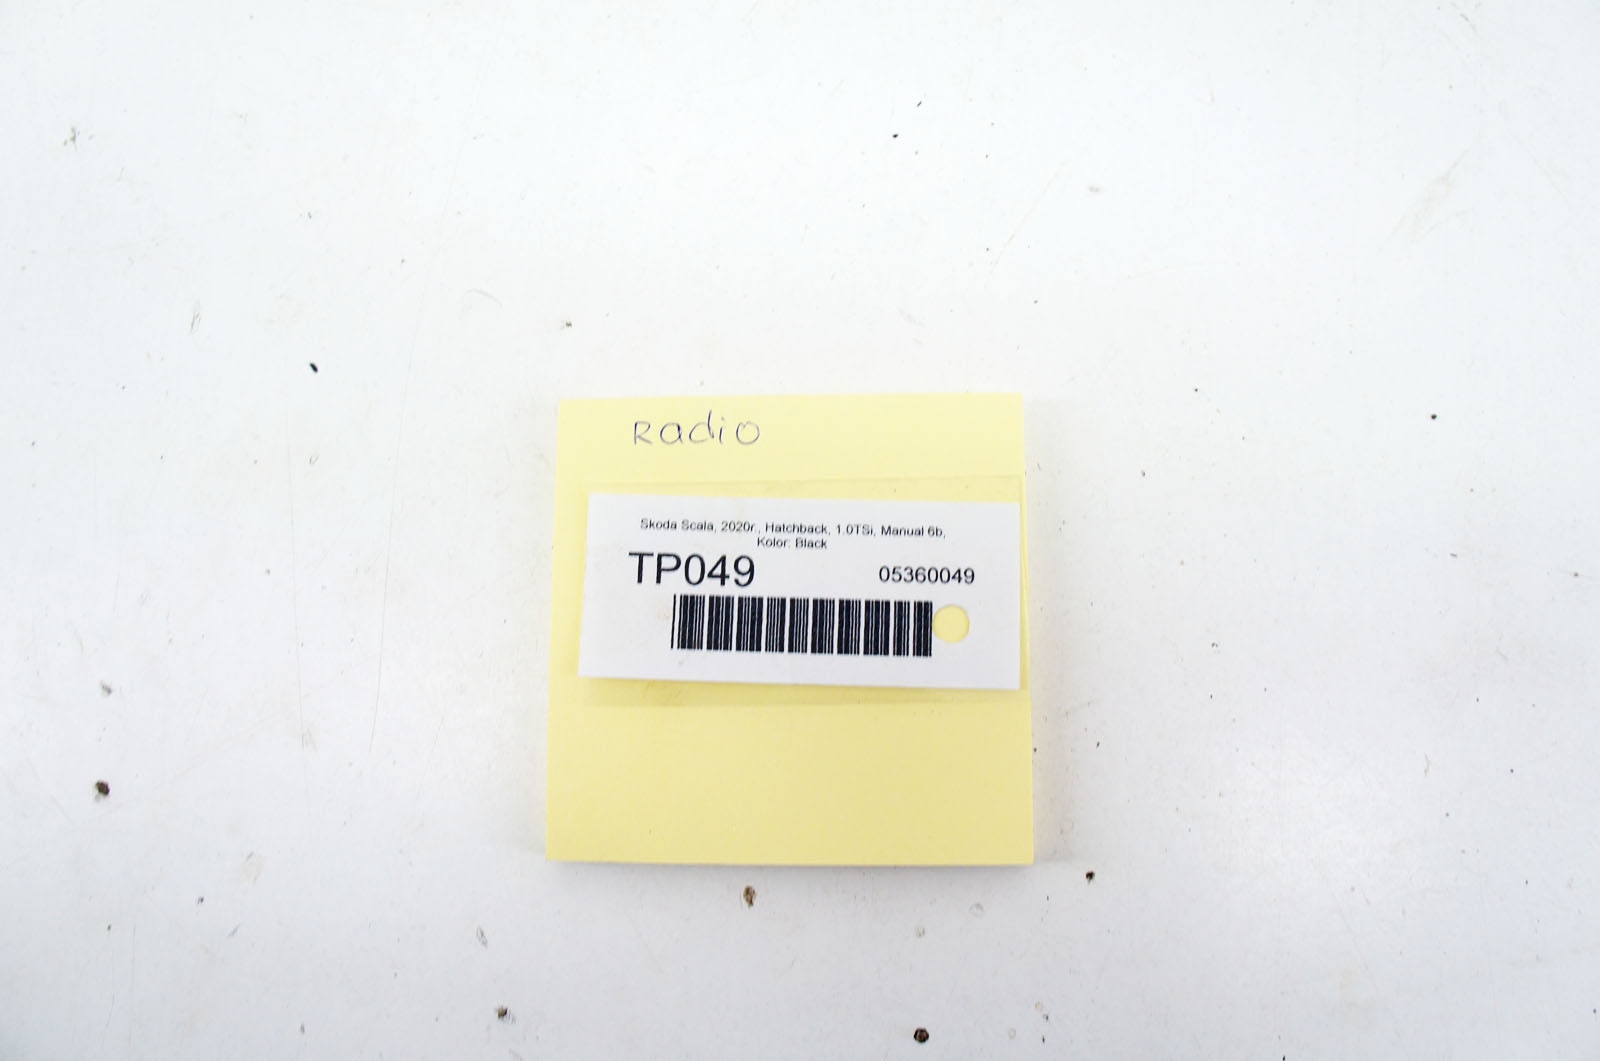 Radio
Skoda Scala, 2020r., Hatchback, 1.0TSi, Manual 6b,
Kolor: Black
TP049 05360049